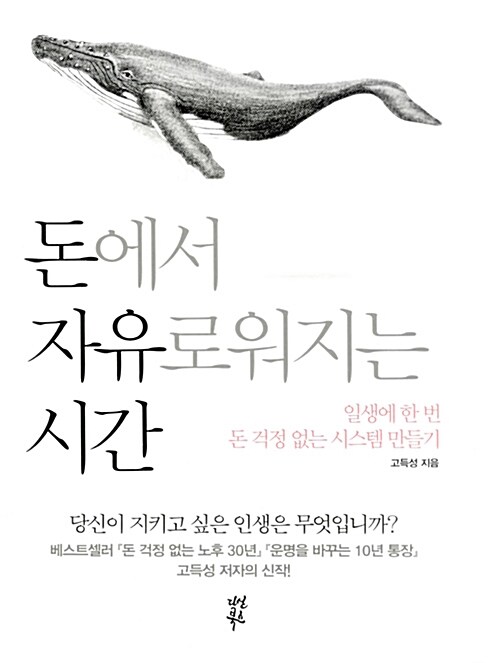 돈에서
자유로워지는
시간
일생에 한 번
돈 걱정 없는 시스템 만들기
고득성 지음
당신이 지키고 싶은 인생은 무엇입니까?
베스트셀러 『돈 걱정 없는 노후 30년』 『운명을 바꾸는 10년 통장』
고득성 저자의 신작!
다산
북스